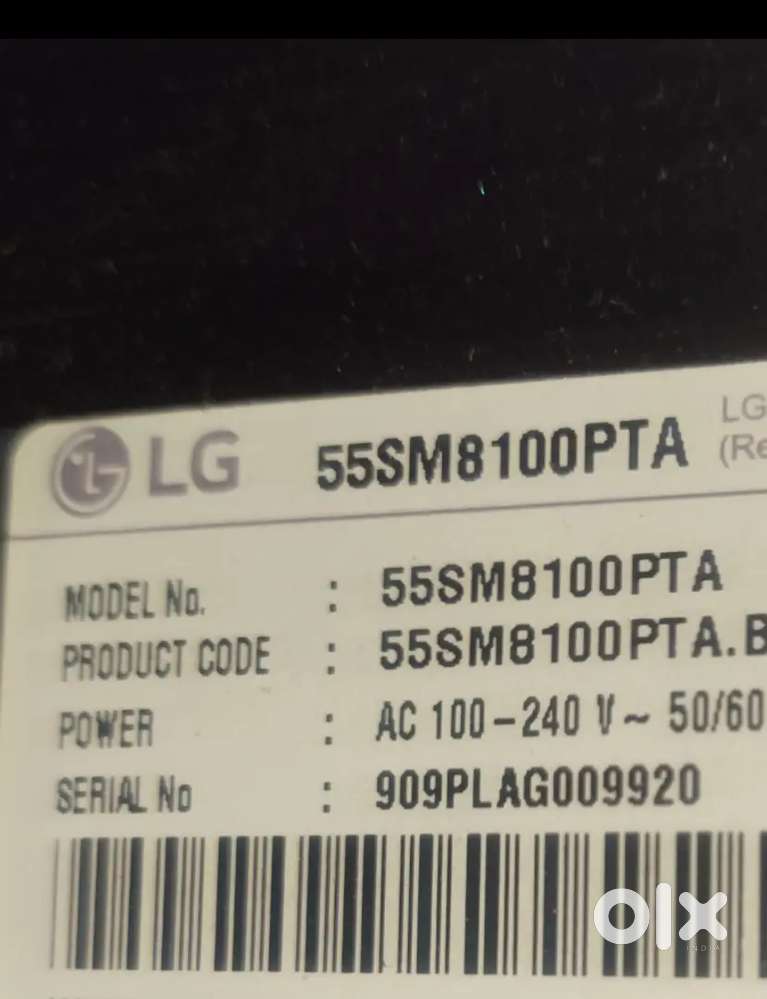 LG 55SM8100PTA LG
(Re
MODEL No. : 55SM8100PTA
PRODUCT CODE : 55SM8100PTA.B
POWER : AC 100-240 V~ 50/60
SERIAL No : 909PLAG009920
olx
INDIA